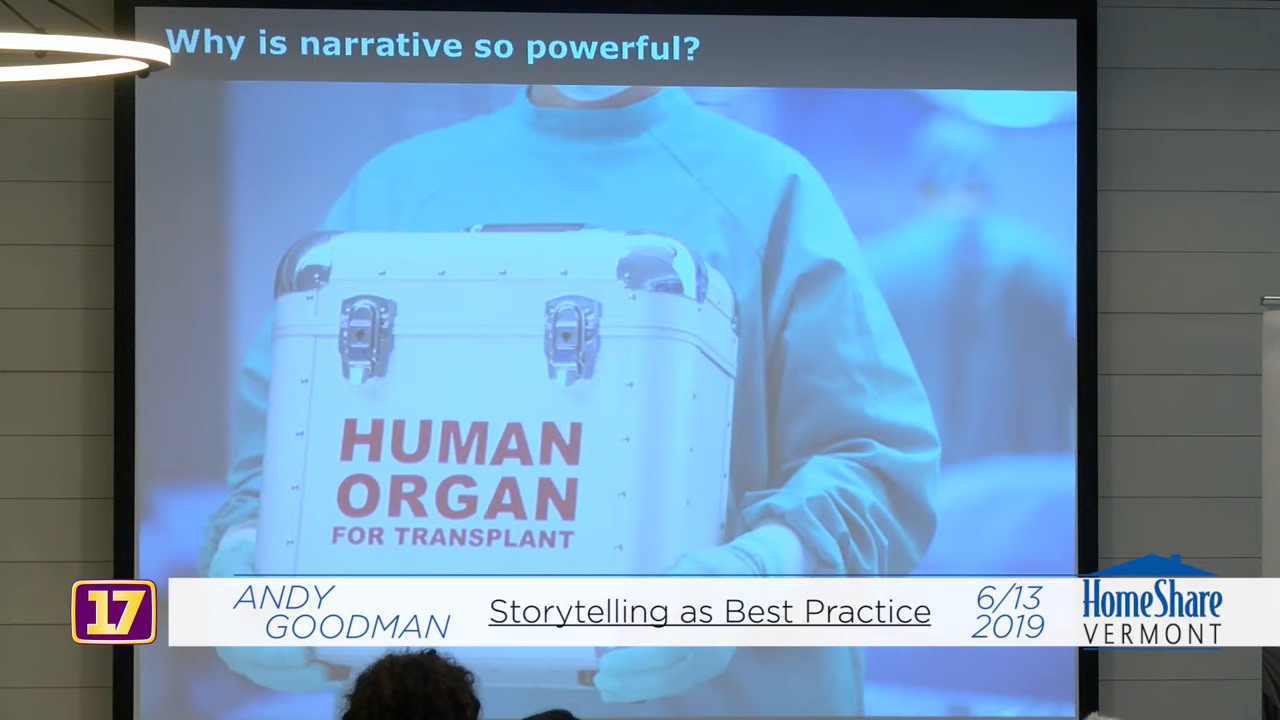 Why is narrative so powerful?
HUMAN
ORGAN
FOR TRANSPLANT
17
ANDY
GOODMAN
Storytelling as Best Practice
6/13
2019
HomeShare
VERMONT